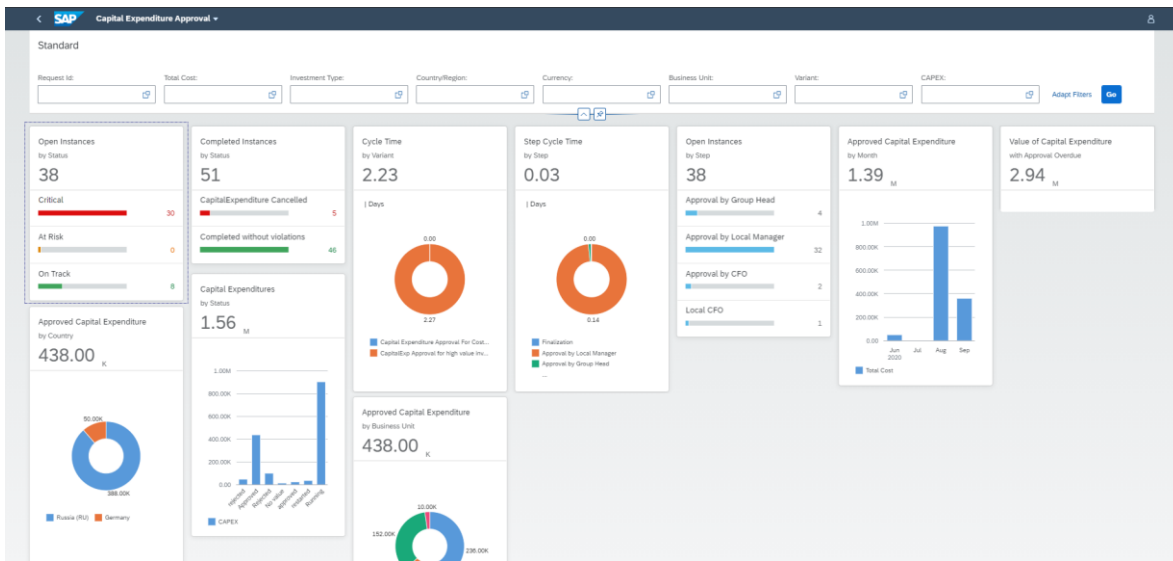 SAP Capital Expenditure Approval
Standard
Request Id: Total Cost: Investment Type: Country/Region: Currency: Business Unit: Variant: CAPEX:
Adapt Filters Go
Open Instances
by Status
38
Critical
30
At Risk
0
On Track
8
Completed Instances
by Status
51
CapitalExpenditure Cancelled
5
Completed without violations
46
Cycle Time
by Variant
2.23
| Days
0.00
2.27
Capital Expenditure Approval For Cost...
CapitalExp Approval for high value inv...
Step Cycle Time
by Step
0.03
| Days
0.00
0.14
Finalization
Approval by Local Manager
Approval by Group Head
...
Open Instances
by Step
38
Approval by Group Head
4
Approval by Local Manager
32
Approval by CFO
2
Local CFO
1
Approved Capital Expenditure
by Month
1.39 M
1.00M
800.00K
600.00K
400.00K
200.00K
0.00
Jun Jul Aug Sep
2020
Total Cost
Value of Capital Expenditure
with Approval Overdue
2.94 M
Approved Capital Expenditure
by Country
438.00 K
50.00K
388.00K
Russia (RU) Germany
Capital Expenditures
by Status
1.56 M
1.00M
800.00K
600.00K
400.00K
200.00K
0.00
rejected Approved Rejected No value approved restarted Running
CAPEX
Approved Capital Expenditure
by Business Unit
438.00 K
10.00K
152.00K
236.00K